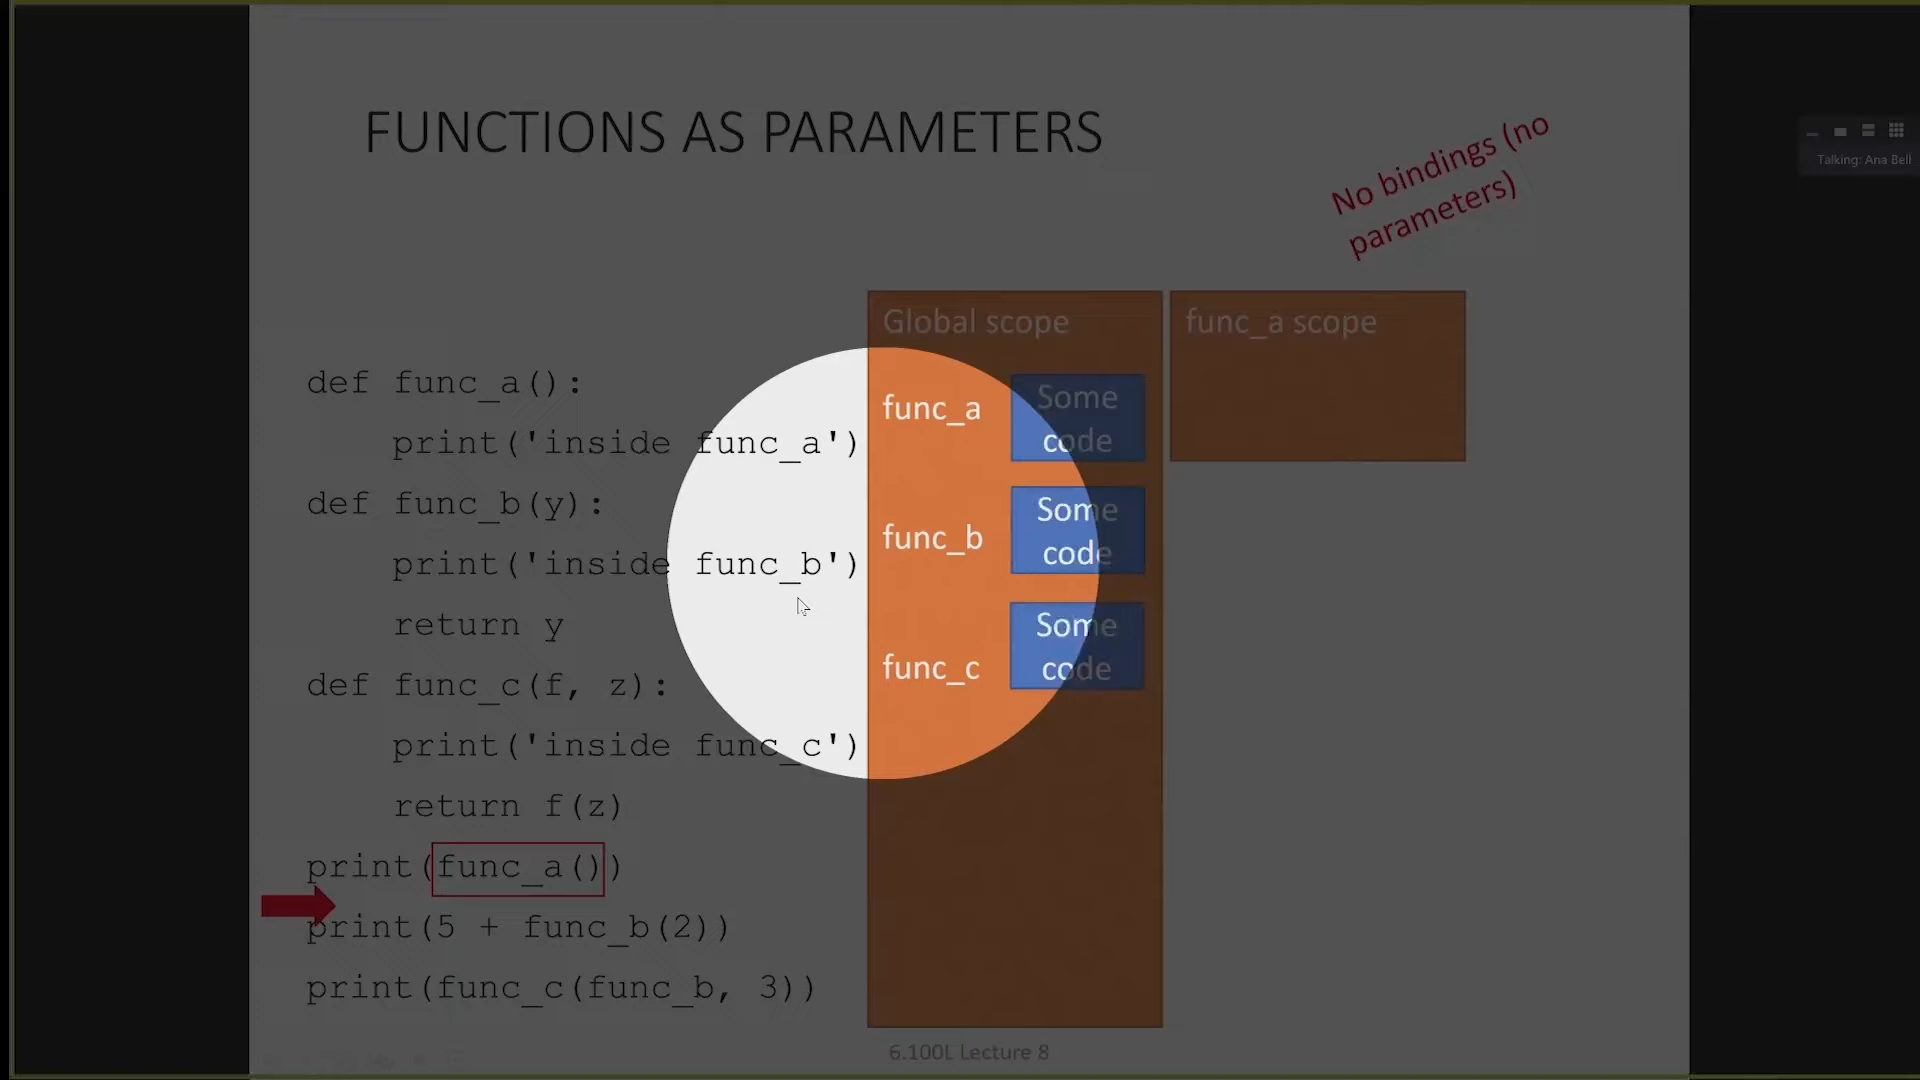 FUNCTIONS AS PARAMETERS
No bindings (no
parameters)
Talking: Ana Bell
def func_a():
    print('inside func_a')
def func_b(y):
    print('inside func_b')
    return y
def func_c(f, z):
    print('inside func_c')
    return f(z)
print(func_a())
print(5 + func_b(2))
print(func_c(func_b, 3))
Global scope
func_a
Some
code
func_b
Some
code
func_c
Some
code
func_a scope
6.100L Lecture 8